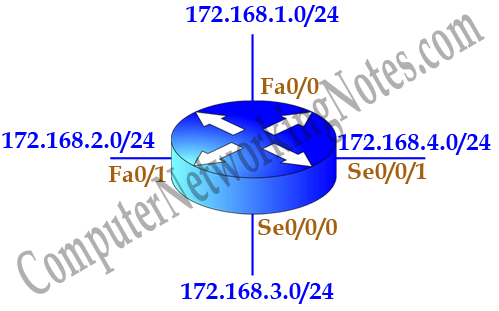 172.168.1.0/24
Fa0/0
172.168.2.0/24
172.168.4.0/24
Fa0/1
Se0/0/1
Se0/0/0
172.168.3.0/24
ComputerNetworkingNotes.com